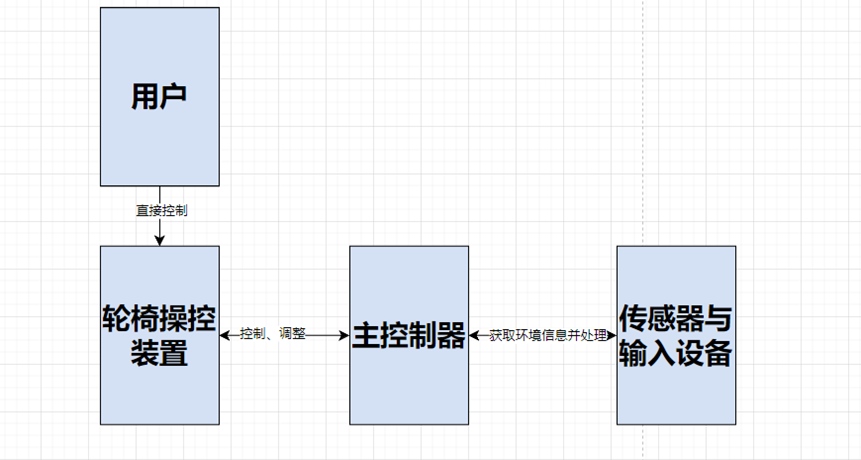 用户
直接控制
轮椅操控
装置
控制、调整
主控制器
获取环境信息并处理
传感器与
输入设备